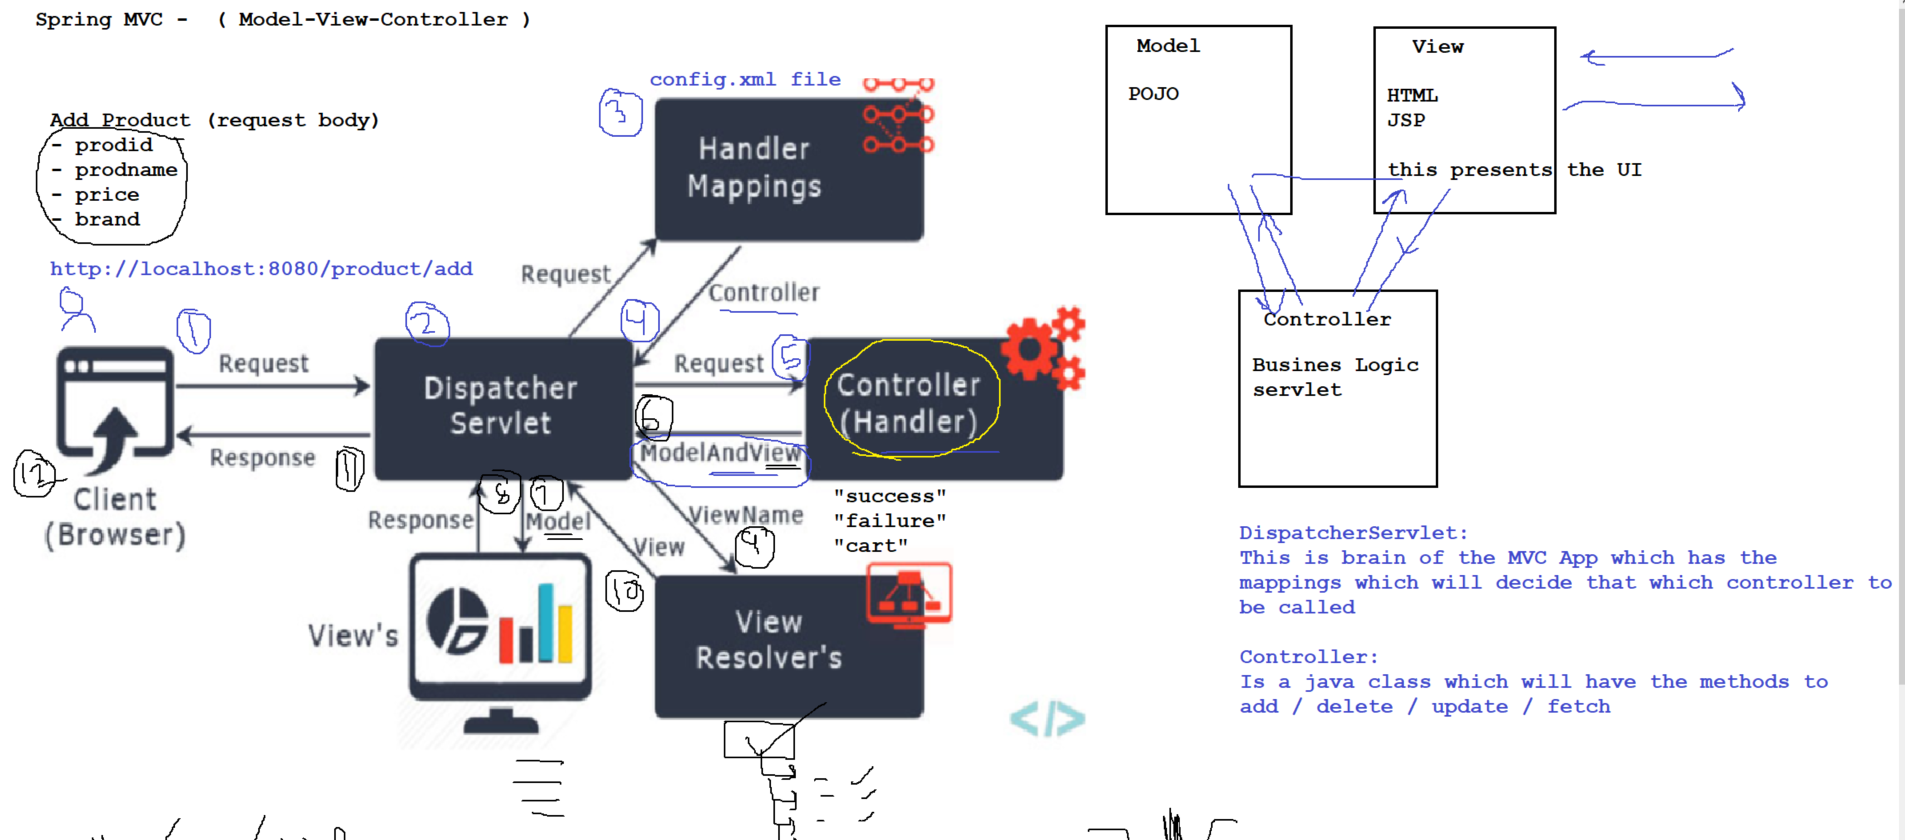 Spring MVC -  ( Model-View-Controller )
Add Product (request body)
- prodid
- prodname
- price
- brand
http://localhost:8080/product/add
config.xml file
3
Handler
Mappings
Request
Controller
1
2
4
5
Request
Request
Dispatcher
Servlet
Controller
(Handler)
6
ModelAndView
Response
11
12
Client
(Browser)
8
7
Response
Model
ViewName
View
9
10
"success"
"failure"
"cart"
View's
View
Resolver's
</>
Model
POJO
View
HTML
JSP
this presents the UI
Controller
Busines Logic
servlet
DispatcherServlet:
This is brain of the MVC App which has the
mappings which will decide that which controller to
be called
Controller:
Is a java class which will have the methods to
add / delete / update / fetch